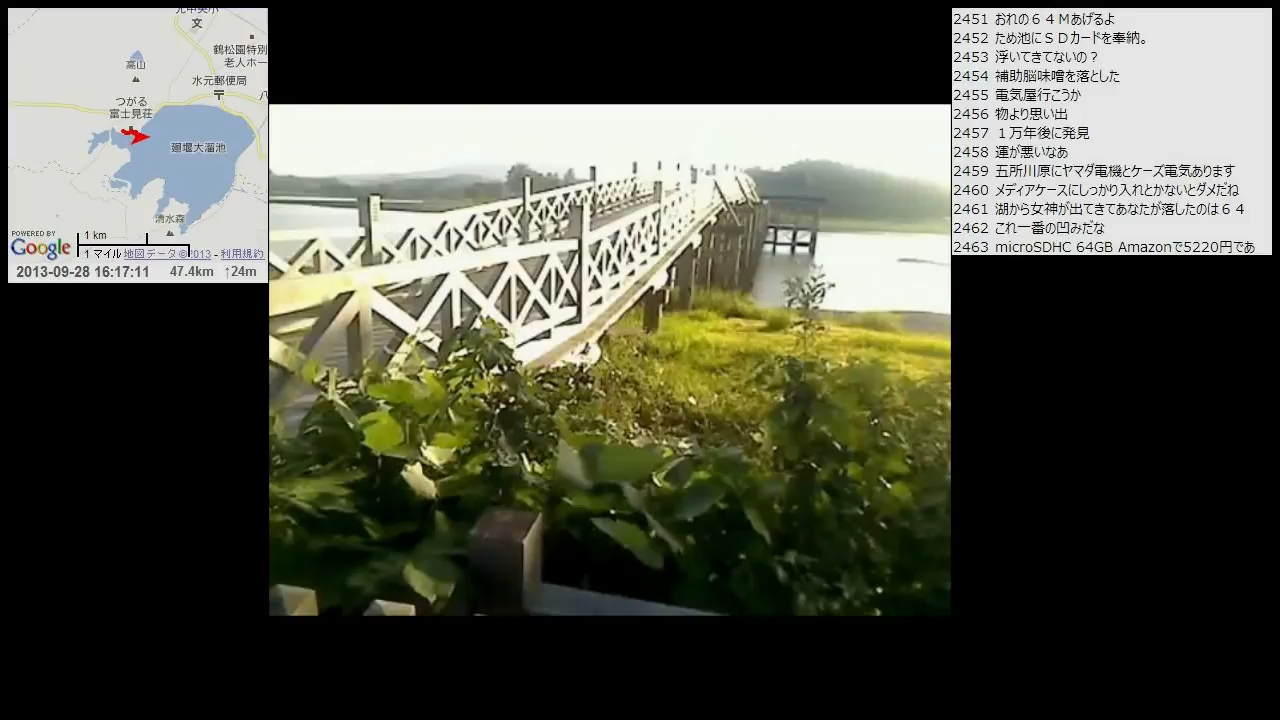 元中央小
文
鶴松園特別
老人ホー
高山
水元郵便局
八
つがる
富士見荘
廻堰大溜池
清水森
POWERED BY
Google
1 km
1 マイル
地図データ ©2013 - 利用規約
2013-09-28 16:17:11 47.4km ↑24m
2451 おれの６４Ｍあげるよ
2452 ため池にＳＤカードを奉納。
2453 浮いてきてないの？
2454 補助脳味噌を落とした
2455 電気屋行こうか
2456 物より思い出
2457 １万年後に発見
2458 運が悪いなあ
2459 五所川原にヤマダ電機とケーズ電気あります
2460 メディアケースにしっかり入れとかないとダメだね
2461 湖から女神が出てきてあなたが落したのは６４
2462 これ一番の凹みだな
2463 microSDHC 64GB Amazonで5220円であ